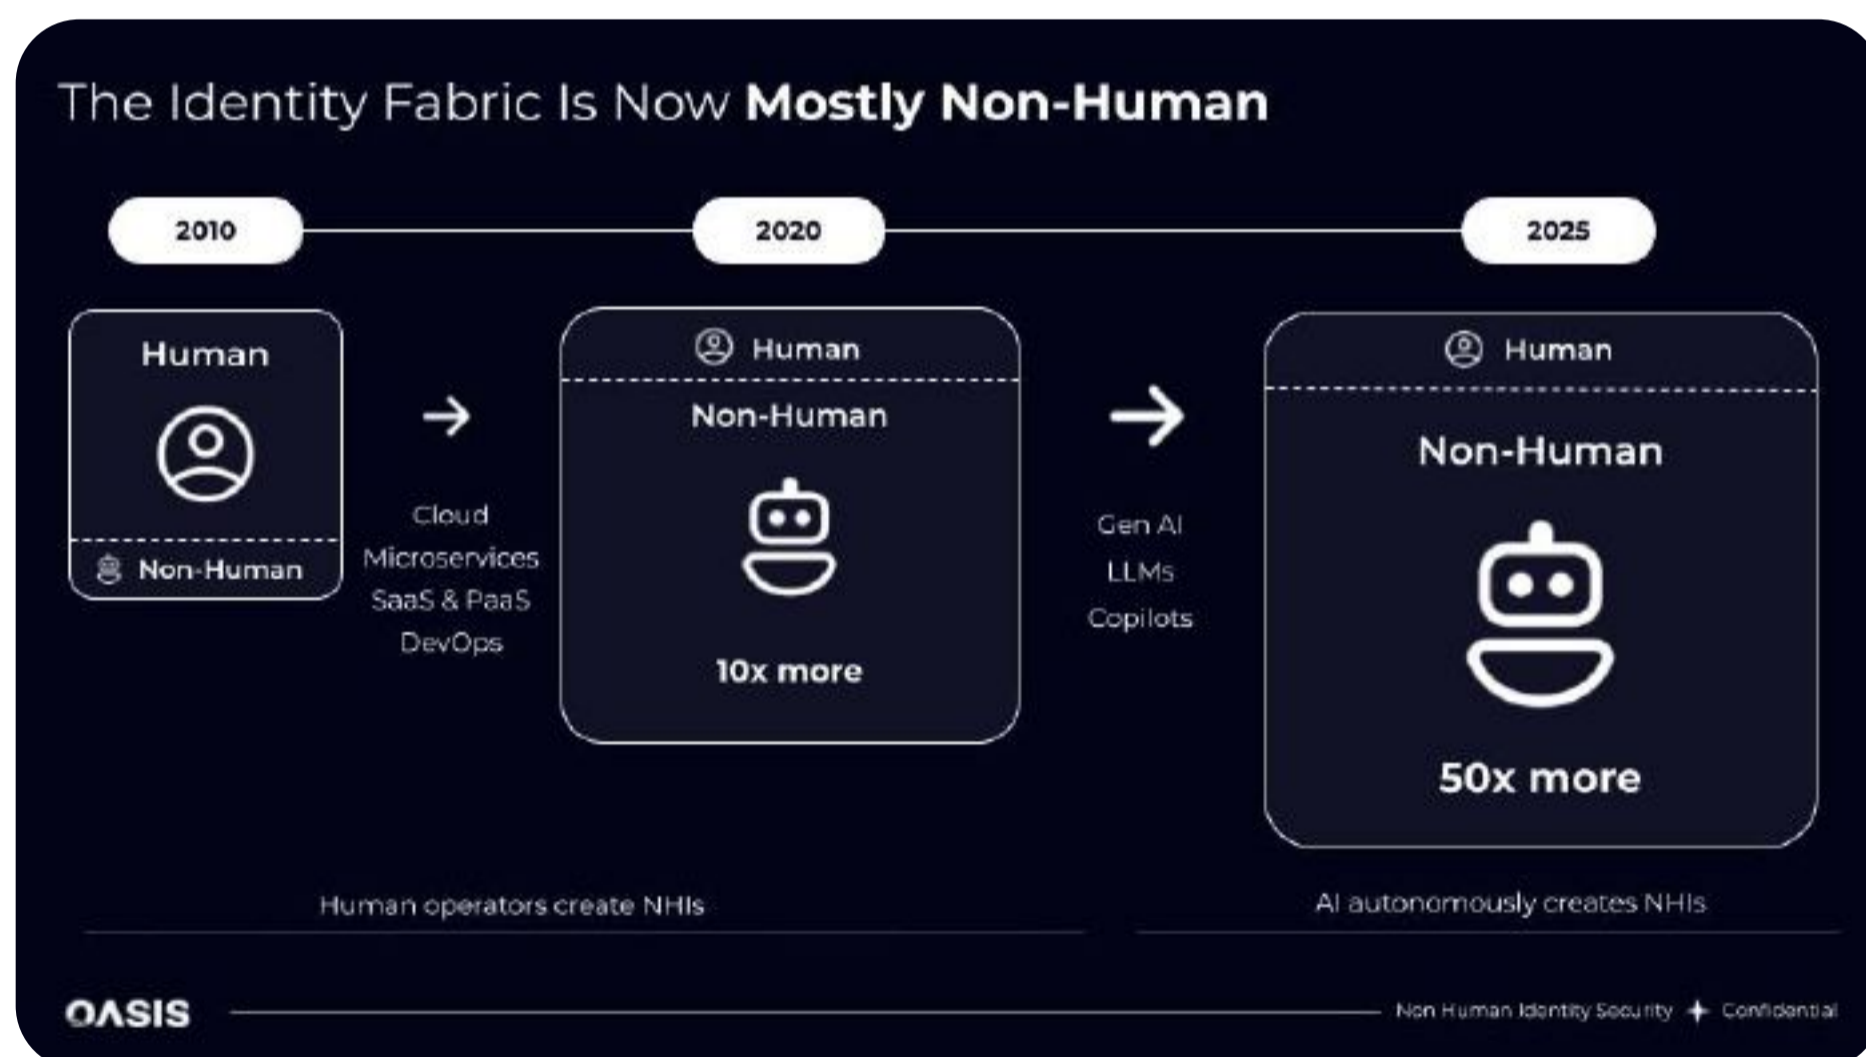 The Identity Fabric Is Now Mostly Non-Human
2010
2020
2025
Human
Non-Human
Cloud
Microservices
SaaS & PaaS
DevOps
Human
Non-Human
10x more
Gen AI
LLMs
Copilots
Human
Non-Human
50x more
Human operators create NHIs
AI autonomously creates NHIs
OASIS
Non Human Identity Security
Confidential